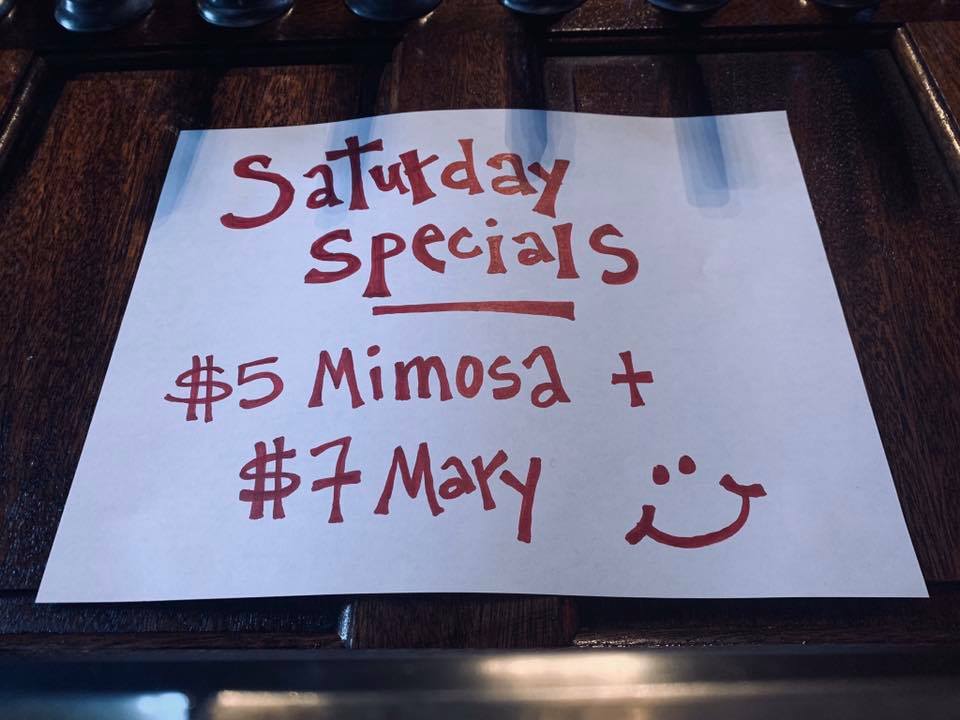 Saturday
specials
$5 Mimosa +
$7 Mary